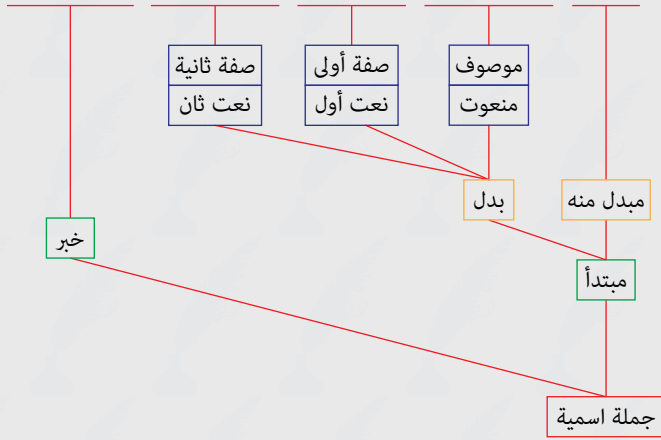 موصوف
منعوت
صفة أولى
نعت أول
صفة ثانية
نعت ثان
مبدل منه
بدل
خبر
مبتدأ
جملة اسمية